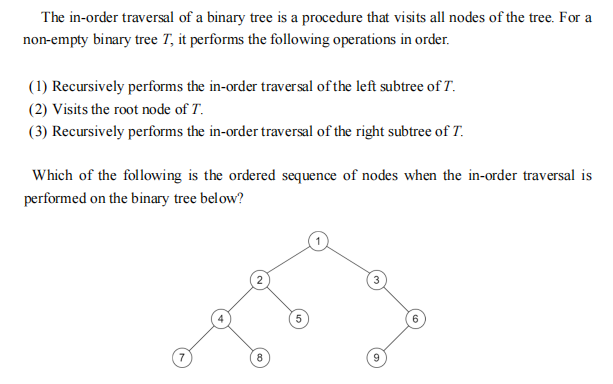 The in-order traversal of a binary tree is a procedure that visits all nodes of the tree. For a
non-empty binary tree T, it performs the following operations in order.
(1) Recursively performs the in-order traversal of the left subtree of T.
(2) Visits the root node of T.
(3) Recursively performs the in-order traversal of the right subtree of T.
Which of the following is the ordered sequence of nodes when the in-order traversal is
performed on the binary tree below?
1
2 3
4 5 6
7 8 9